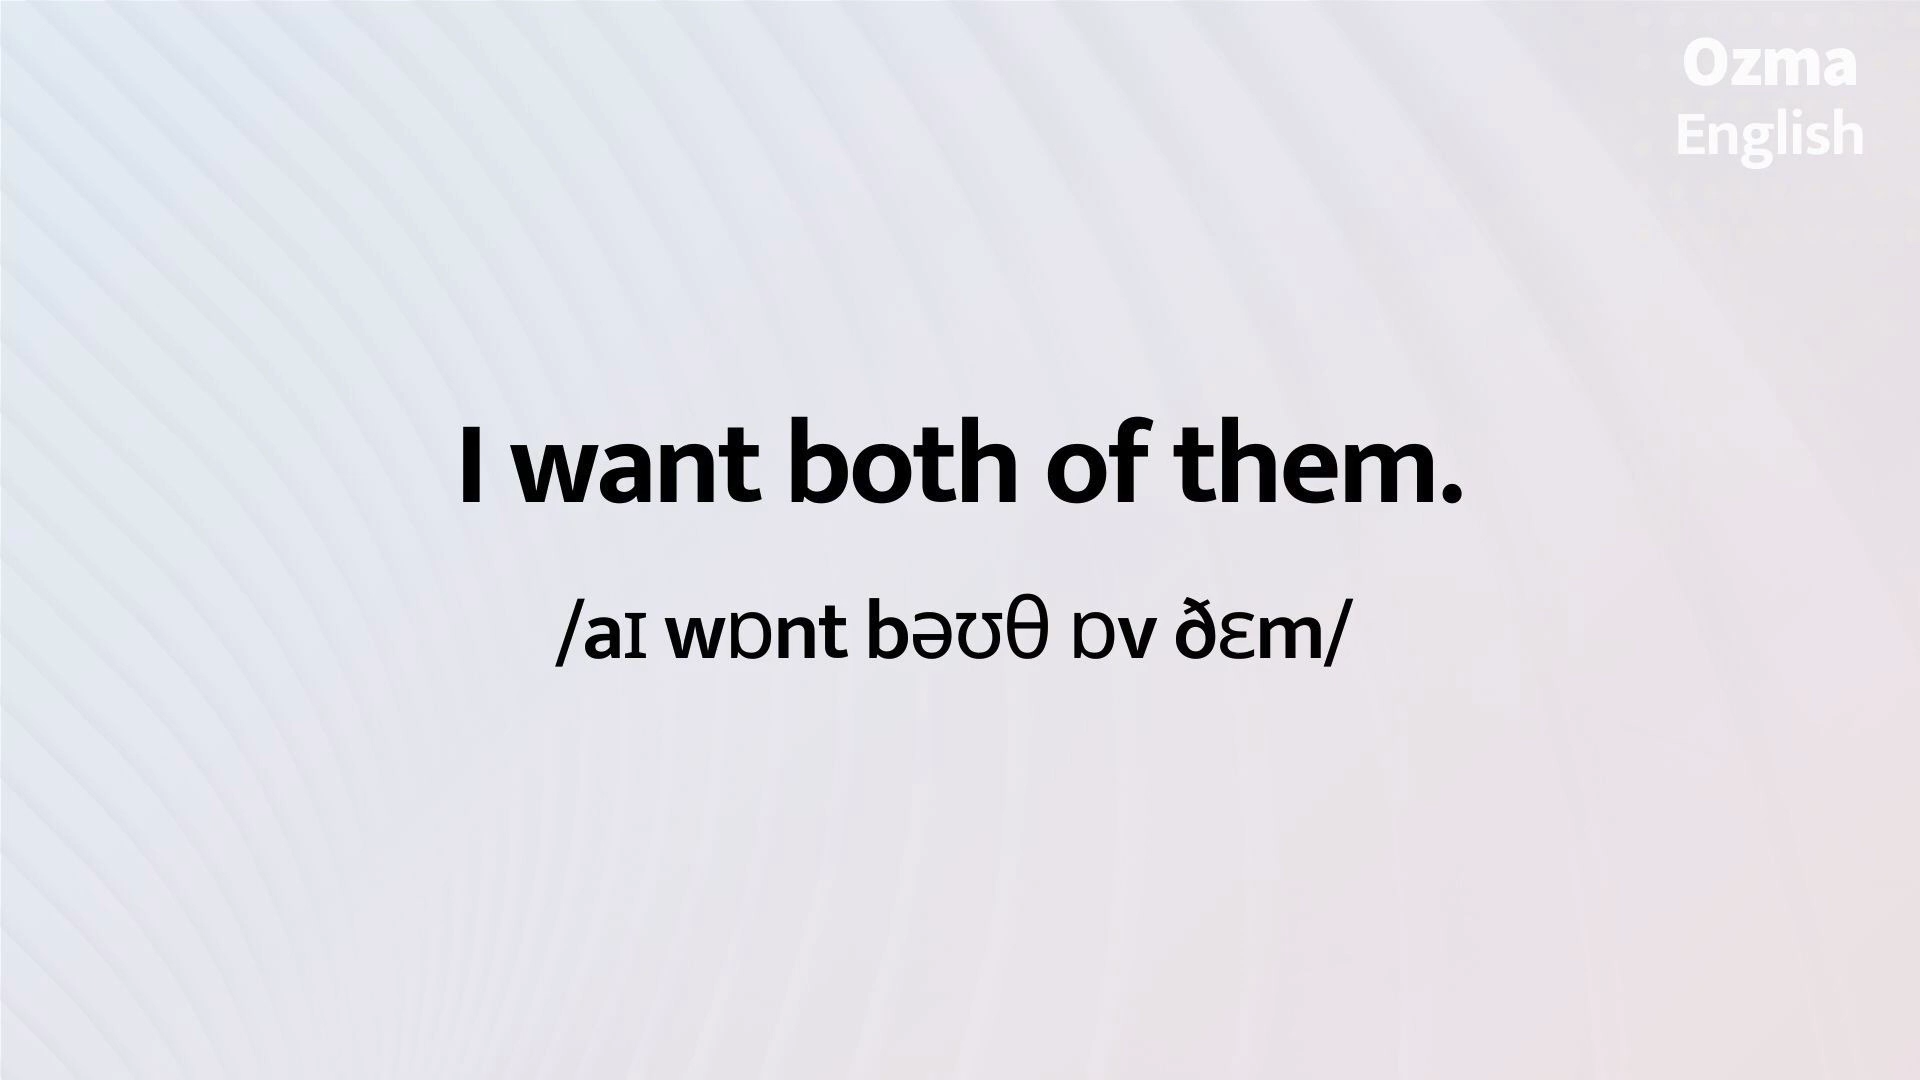 Ozma
English
I want both of them.
/aɪ wɒnt bəʊθ ɒv ðɛm/